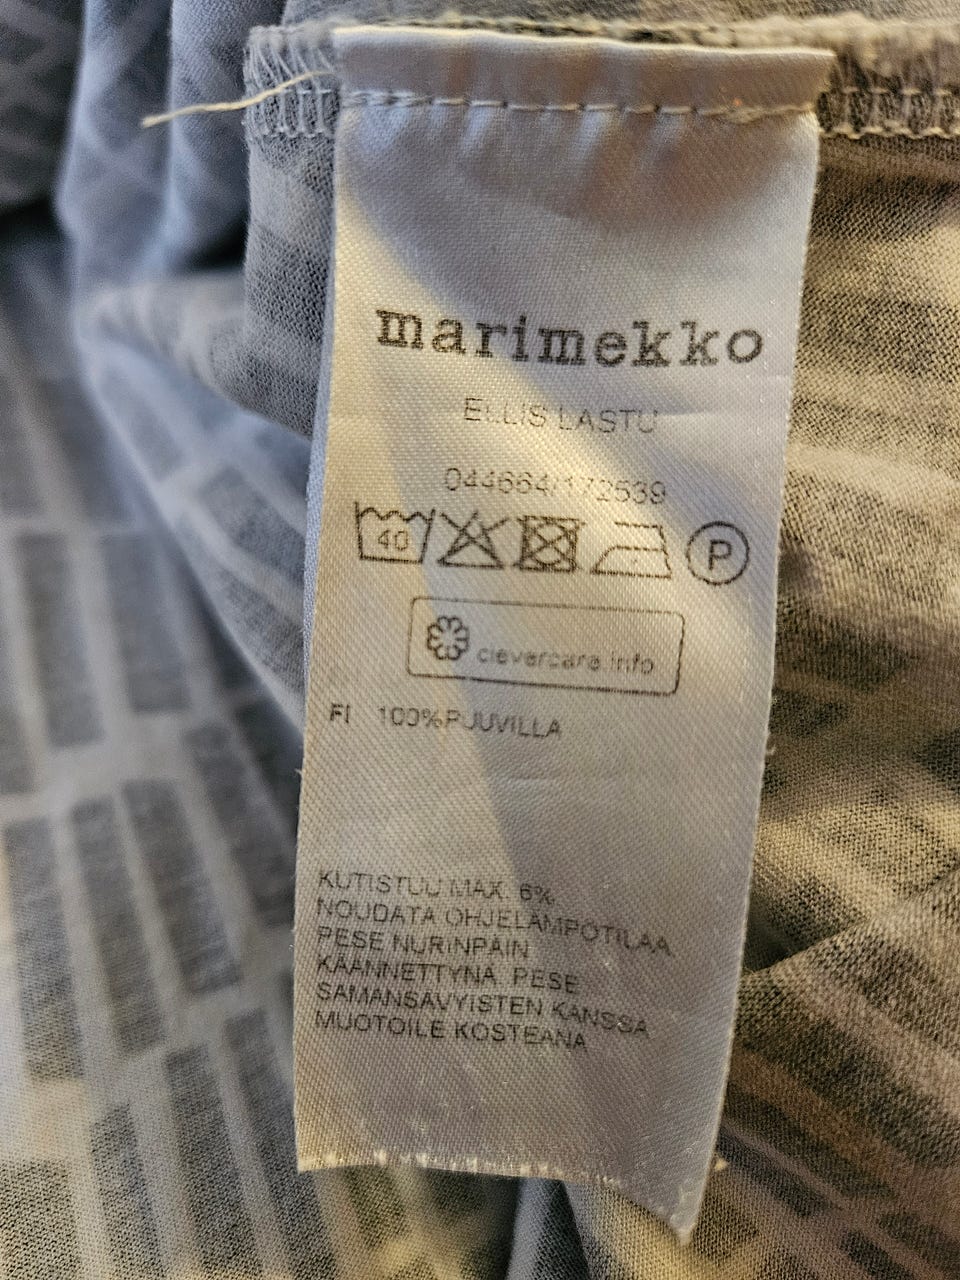 marimekko
ELLIS LASTU
044664/172539
40 P
clevercare.info
FI 100%PUUVILLA
KUTISTUU MAX. 6%.
NOUDATA OHJELÄMPÖTILAA
PESE NURINPÄIN
KÄÄNNETTYNÄ. PESE
SAMANSÄVYISTEN KANSSA
MUOTOILE KOSTEANA